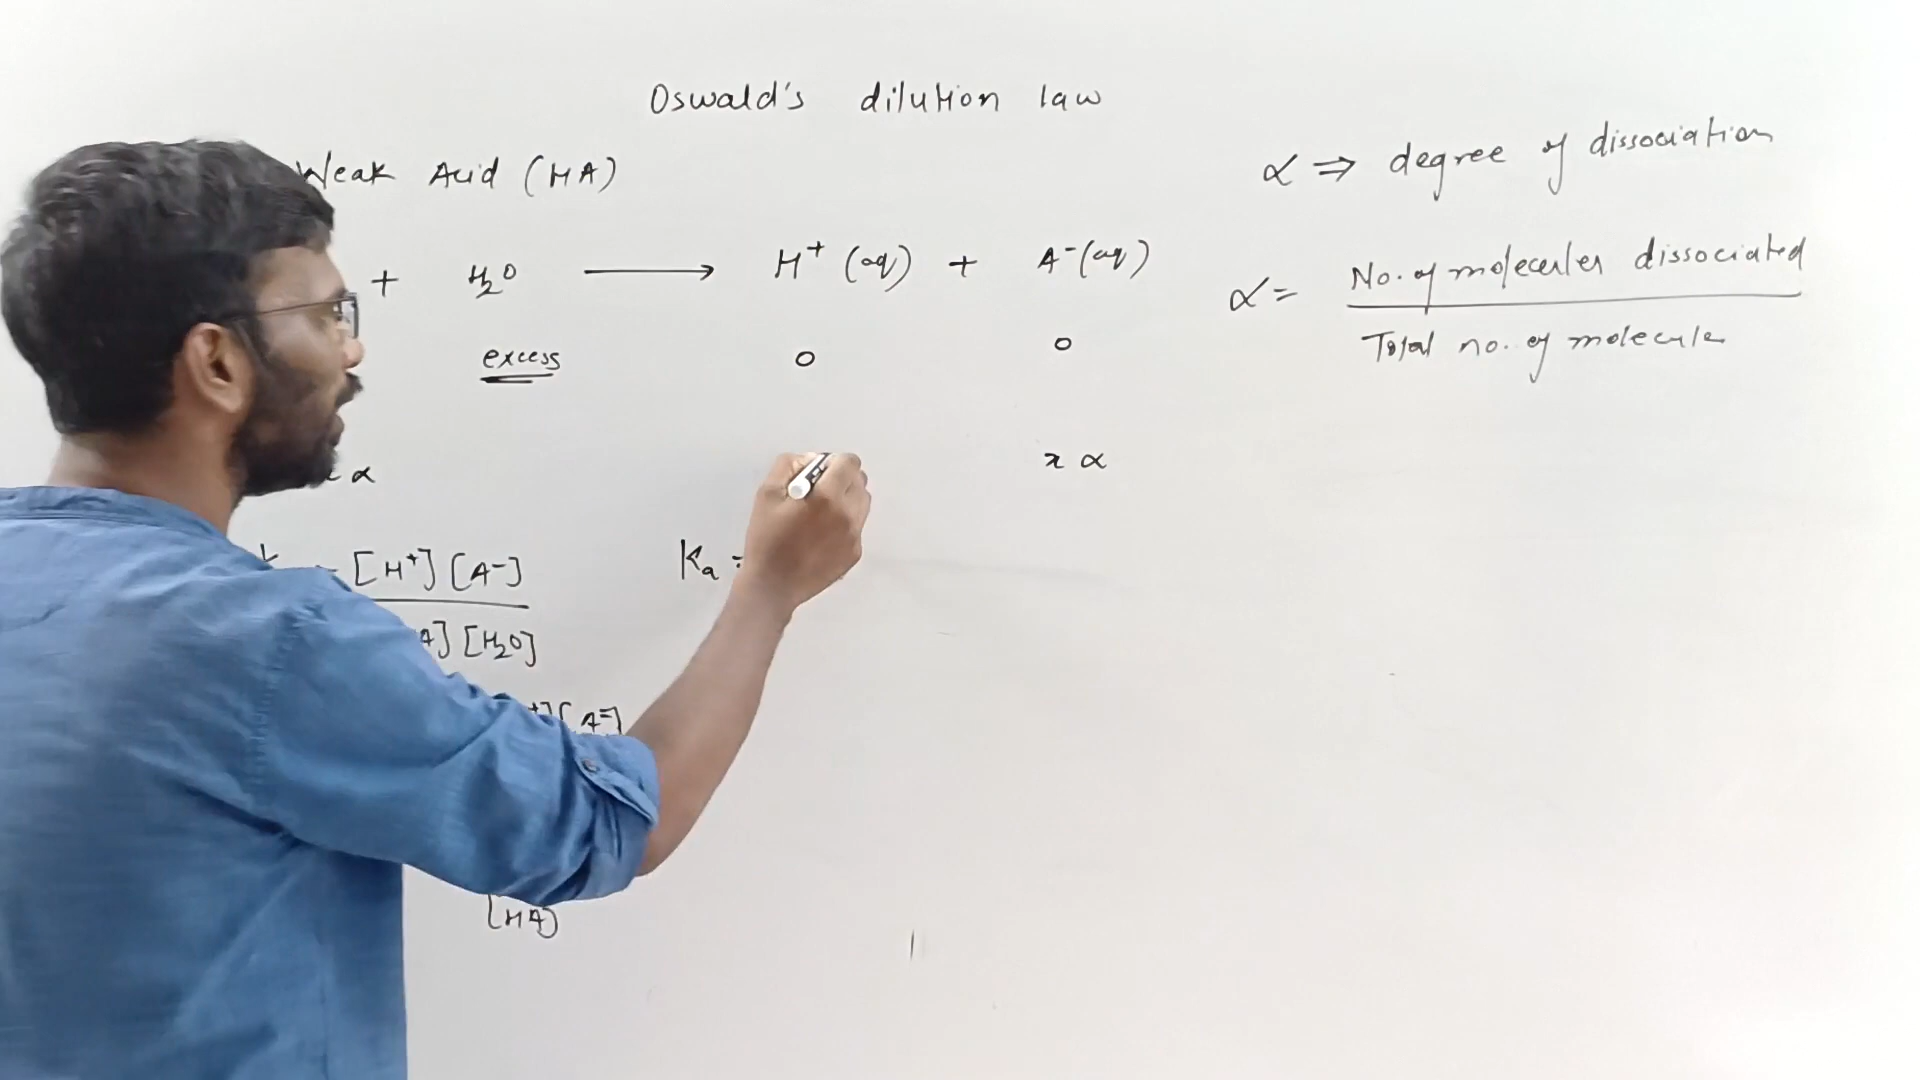 Oswald's dilution law
Weak Acid (HA)
α ⇒ degree of dissociation
+ H₂O ⟶ H⁺ (aq) + A⁻(aq)
α = No. of molecules dissociated
Total no. of molecule
excess 0 0
α x α
= [H⁺] [A⁻]
[H₂O]
Kₐ =
[A⁻]
[HA]